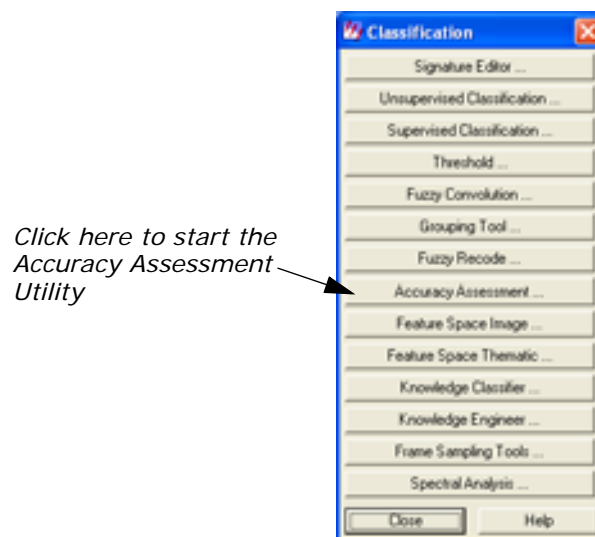 Classification
Signature Editor ...
Unsupervised Classification ...
Supervised Classification ...
Threshold ...
Fuzzy Convolution ...
Grouping Tool ...
Fuzzy Recode ...
Click here to start the
Accuracy Assessment
Utility
Accuracy Assessment ...
Feature Space Image ...
Feature Space Thematic ...
Knowledge Classifier ...
Knowledge Engineer ...
Frame Sampling Tools ...
Spectral Analysis ...
Close Help